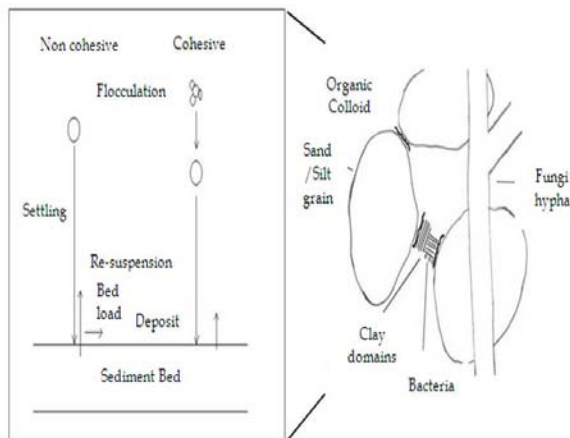 Non cohesive
Cohesive
Flocculation
Settling
Re-suspension
Bed
load
Deposit
Sediment Bed
Organic
Colloid
Sand
/Silt
grain
Fungi
hypha
Clay
domains
Bacteria